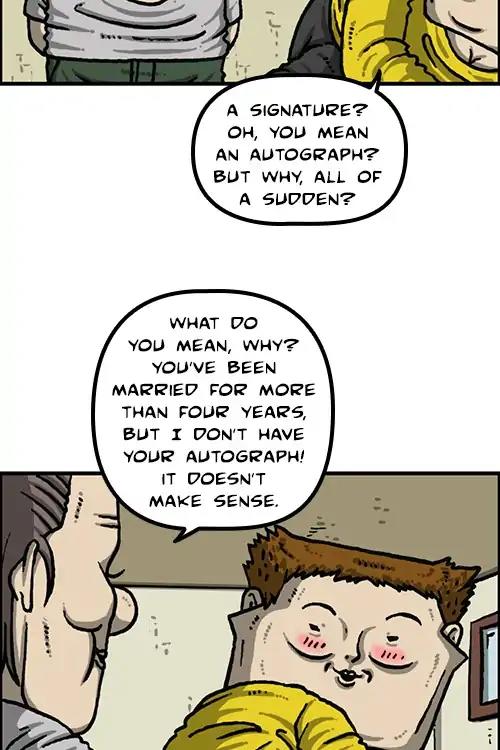 A SIGNATURE?
OH, YOU MEAN
AN AUTOGRAPH?
BUT WHY, ALL OF
A SUDDEN?
WHAT DO
YOU MEAN, WHY?
YOU'VE BEEN
MARRIED FOR MORE
THAN FOUR YEARS,
BUT I DON'T HAVE
YOUR AUTOGRAPH!
IT DOESN'T
MAKE SENSE.